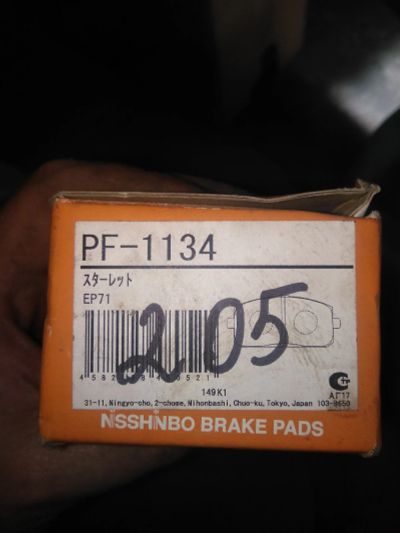 PF-1134
スターレット
EP71
205
149K1
АГ17
31-11, Ningyo-cho, 2-chome, Nihonbashi, Chuo-ku, Tokyo, Japan 103-8650
NISSHINBO BRAKE PADS